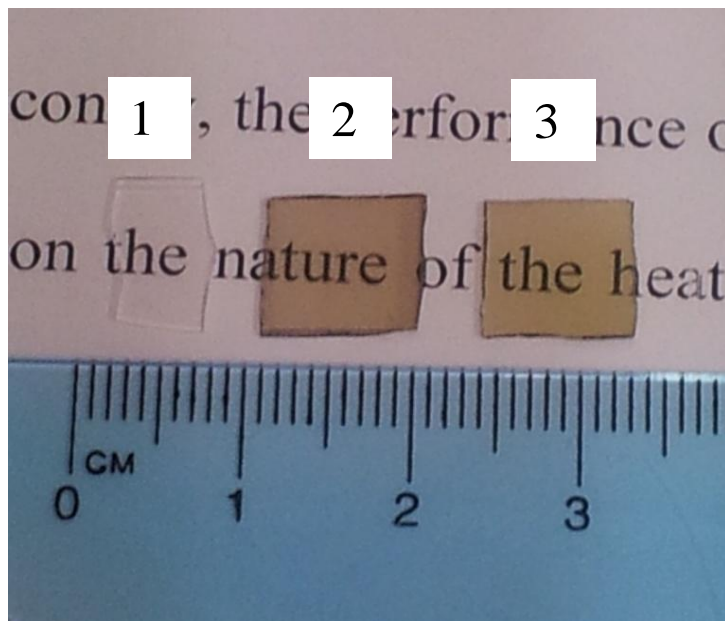 con 1 , the 2 erfor 3 nce
on the nature of the heat
CM
0 1 2 3